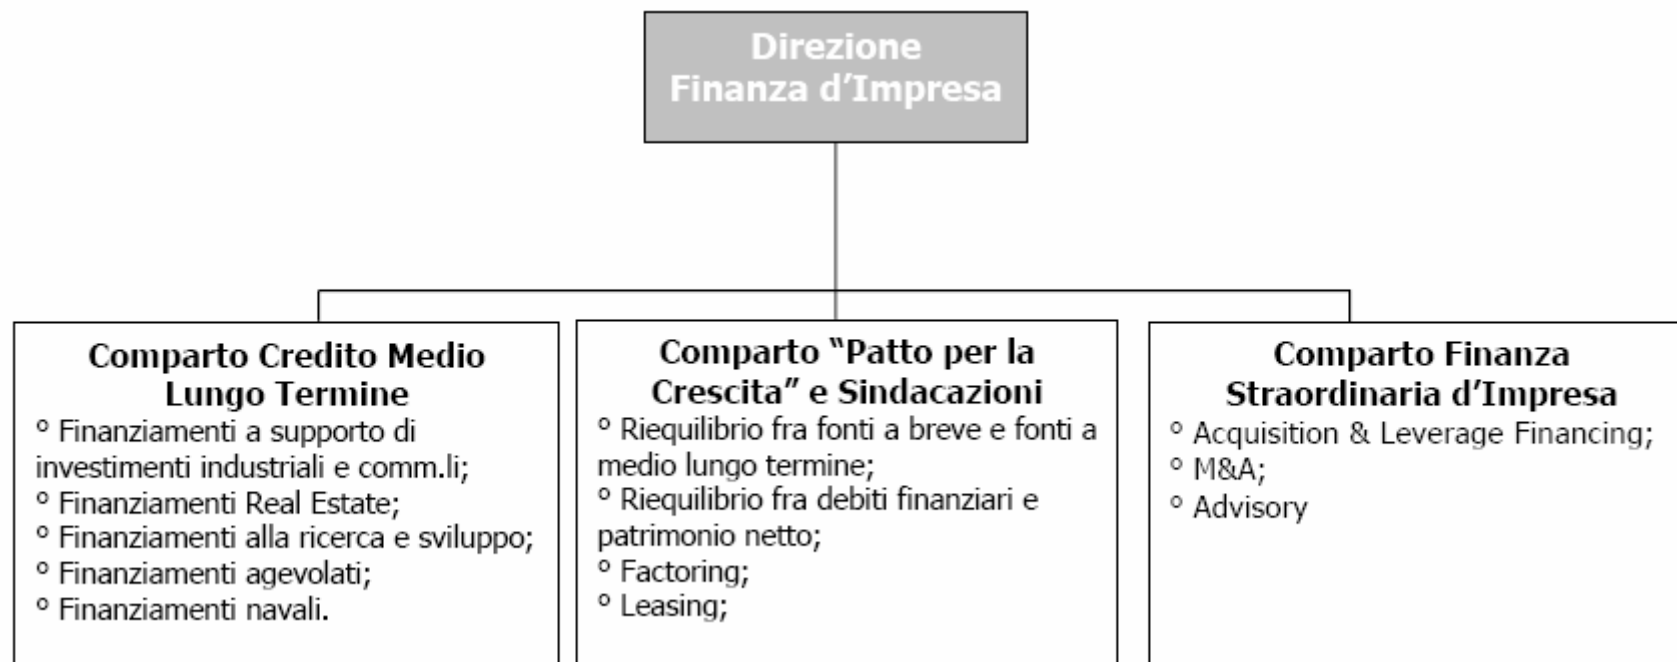 Direzione
Finanza d’Impresa
Comparto Credito Medio
Lungo Termine
° Finanziamenti a supporto di
investimenti industriali e comm.li;
° Finanziamenti Real Estate;
° Finanziamenti alla ricerca e sviluppo;
° Finanziamenti agevolati;
° Finanziamenti navali.
Comparto “Patto per la
Crescita” e Sindacazioni
° Riequilibrio fra fonti a breve e fonti a
medio lungo termine;
° Riequilibrio fra debiti finanziari e
patrimonio netto;
° Factoring;
° Leasing;
Comparto Finanza
Straordinaria d’Impresa
° Acquisition & Leverage Financing;
° M&A;
° Advisory